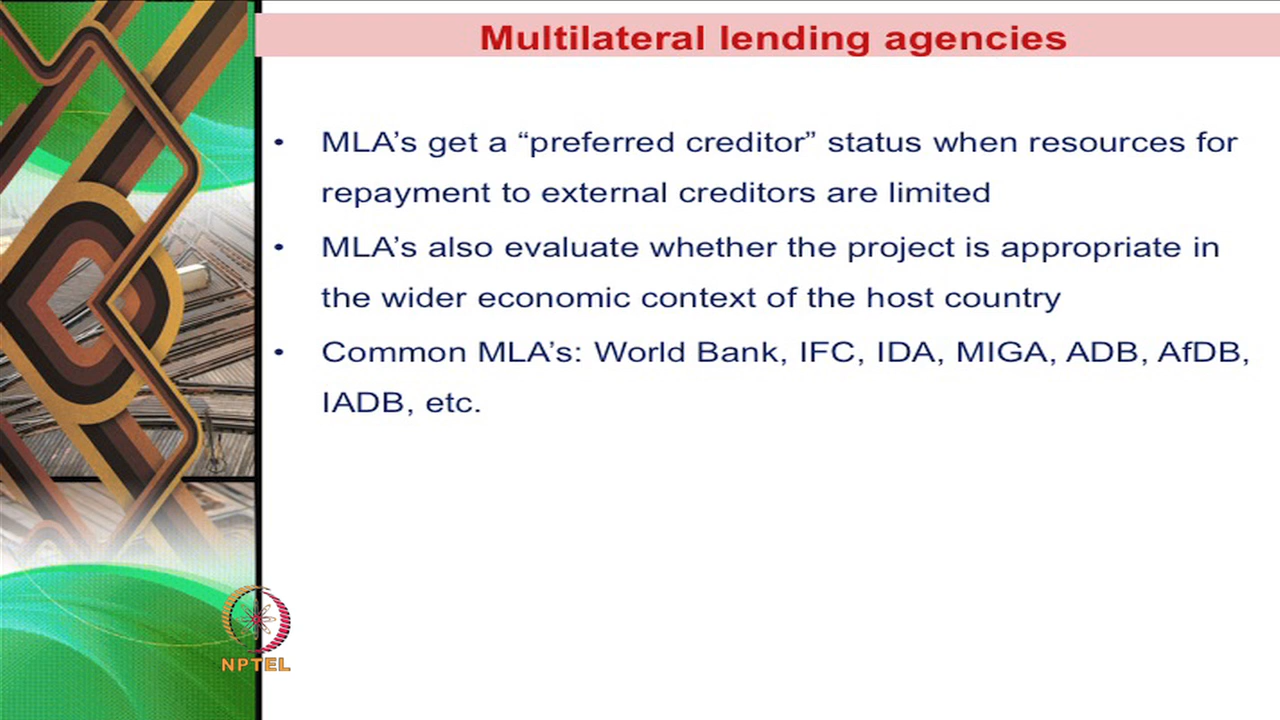 Multilateral lending agencies
• MLA’s get a “preferred creditor” status when resources for
repayment to external creditors are limited
• MLA’s also evaluate whether the project is appropriate in
the wider economic context of the host country
• Common MLA’s: World Bank, IFC, IDA, MIGA, ADB, AfDB,
IADB, etc.
NPTEL